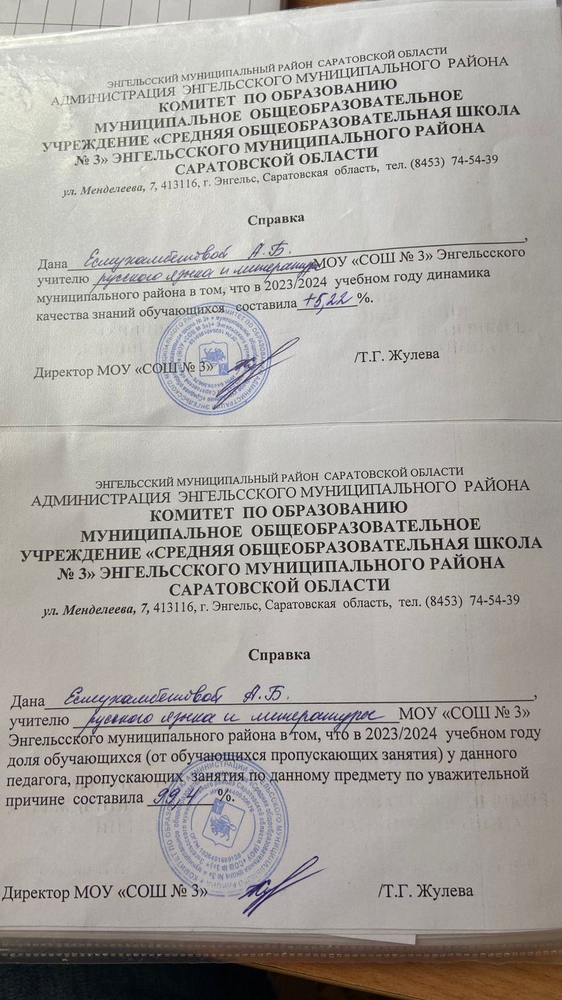 ЭНГЕЛЬССКИЙ МУНИЦИПАЛЬНЫЙ РАЙОН САРАТОВСКОЙ ОБЛАСТИ
АДМИНИСТРАЦИЯ ЭНГЕЛЬССКОГО МУНИЦИПАЛЬНОГО РАЙОНА
КОМИТЕТ ПО ОБРАЗОВАНИЮ
МУНИЦИПАЛЬНОЕ ОБЩЕОБРАЗОВАТЕЛЬНОЕ
УЧРЕЖДЕНИЕ «СРЕДНЯЯ ОБЩЕОБРАЗОВАТЕЛЬНАЯ ШКОЛА
№ 3» ЭНГЕЛЬССКОГО МУНИЦИПАЛЬНОГО РАЙОНА
САРАТОВСКОЙ ОБЛАСТИ
ул. Менделеева, 7, 413116, г. Энгельс, Саратовская область, тел. (8453) 74-54-39
Справка
Дана Есмухамбетовой А.Б.,
учителю русского языка и литературы МОУ «СОШ № 3» Энгельсского
муниципального района в том, что в 2023/2024 учебном году динамика
качества знаний обучающихся составила +5,22 %.
Директор МОУ «СОШ № 3» /Т.Г. Жулева
ЭНГЕЛЬССКИЙ МУНИЦИПАЛЬНЫЙ РАЙОН САРАТОВСКОЙ ОБЛАСТИ
АДМИНИСТРАЦИЯ ЭНГЕЛЬССКОГО МУНИЦИПАЛЬНОГО РАЙОНА
КОМИТЕТ ПО ОБРАЗОВАНИЮ
МУНИЦИПАЛЬНОЕ ОБЩЕОБРАЗОВАТЕЛЬНОЕ
УЧРЕЖДЕНИЕ «СРЕДНЯЯ ОБЩЕОБРАЗОВАТЕЛЬНАЯ ШКОЛА
№ 3» ЭНГЕЛЬССКОГО МУНИЦИПАЛЬНОГО РАЙОНА
САРАТОВСКОЙ ОБЛАСТИ
ул. Менделеева, 7, 413116, г. Энгельс, Саратовская область, тел. (8453) 74-54-39
Справка
Дана Есмухамбетовой А.Б.,
учителю русского языка и литературы МОУ «СОШ № 3»
Энгельсского муниципального района в том, что в 2023/2024 учебном году
доля обучающихся (от обучающихся пропускающих занятия) у данного
педагога, пропускающих занятия по данному предмету по уважительной
причине составила 99,4 %.
Директор МОУ «СОШ № 3» /Т.Г. Жулева